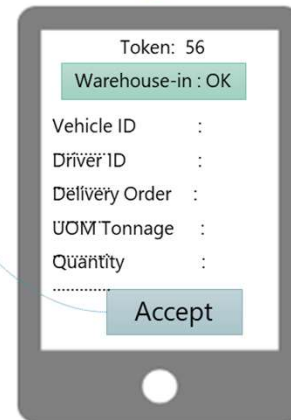 Token: 56
Warehouse-in : OK
Vehicle ID :
............
Driver ID :
............
Delivery Order :
............
UOM Tonnage :
............
Quantity :
.............
Accept